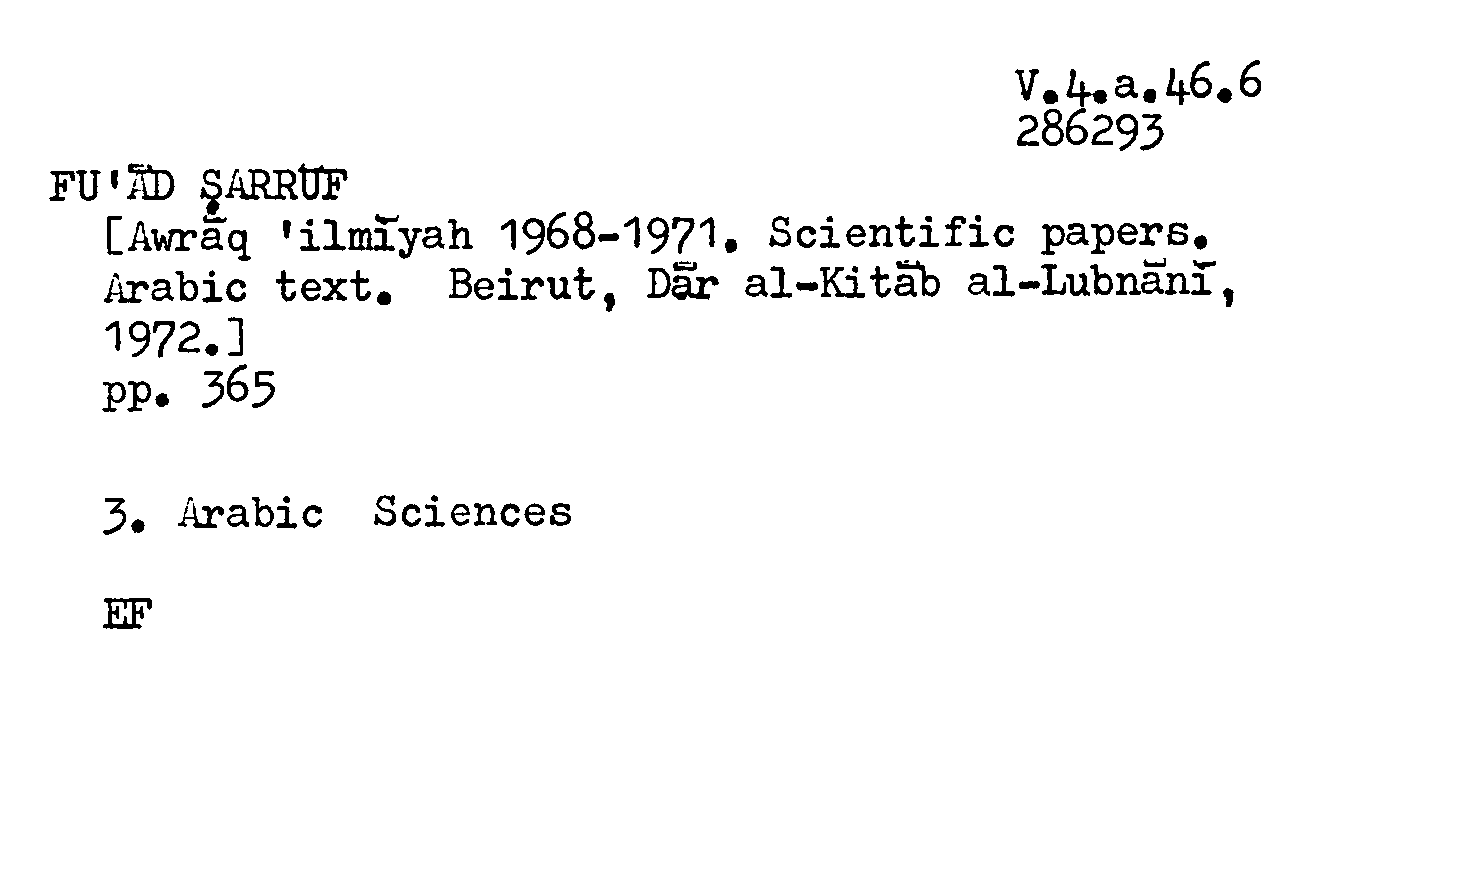 V.4.a.46.6
286293
FU'ĀD ṢARRŪF
[Awrāq 'ilmīyah 1968-1971. Scientific papers.
Arabic text. Beirut, Dār al-Kitāb al-Lubnānī,
1972.]
pp. 365
3. Arabic Sciences
EF